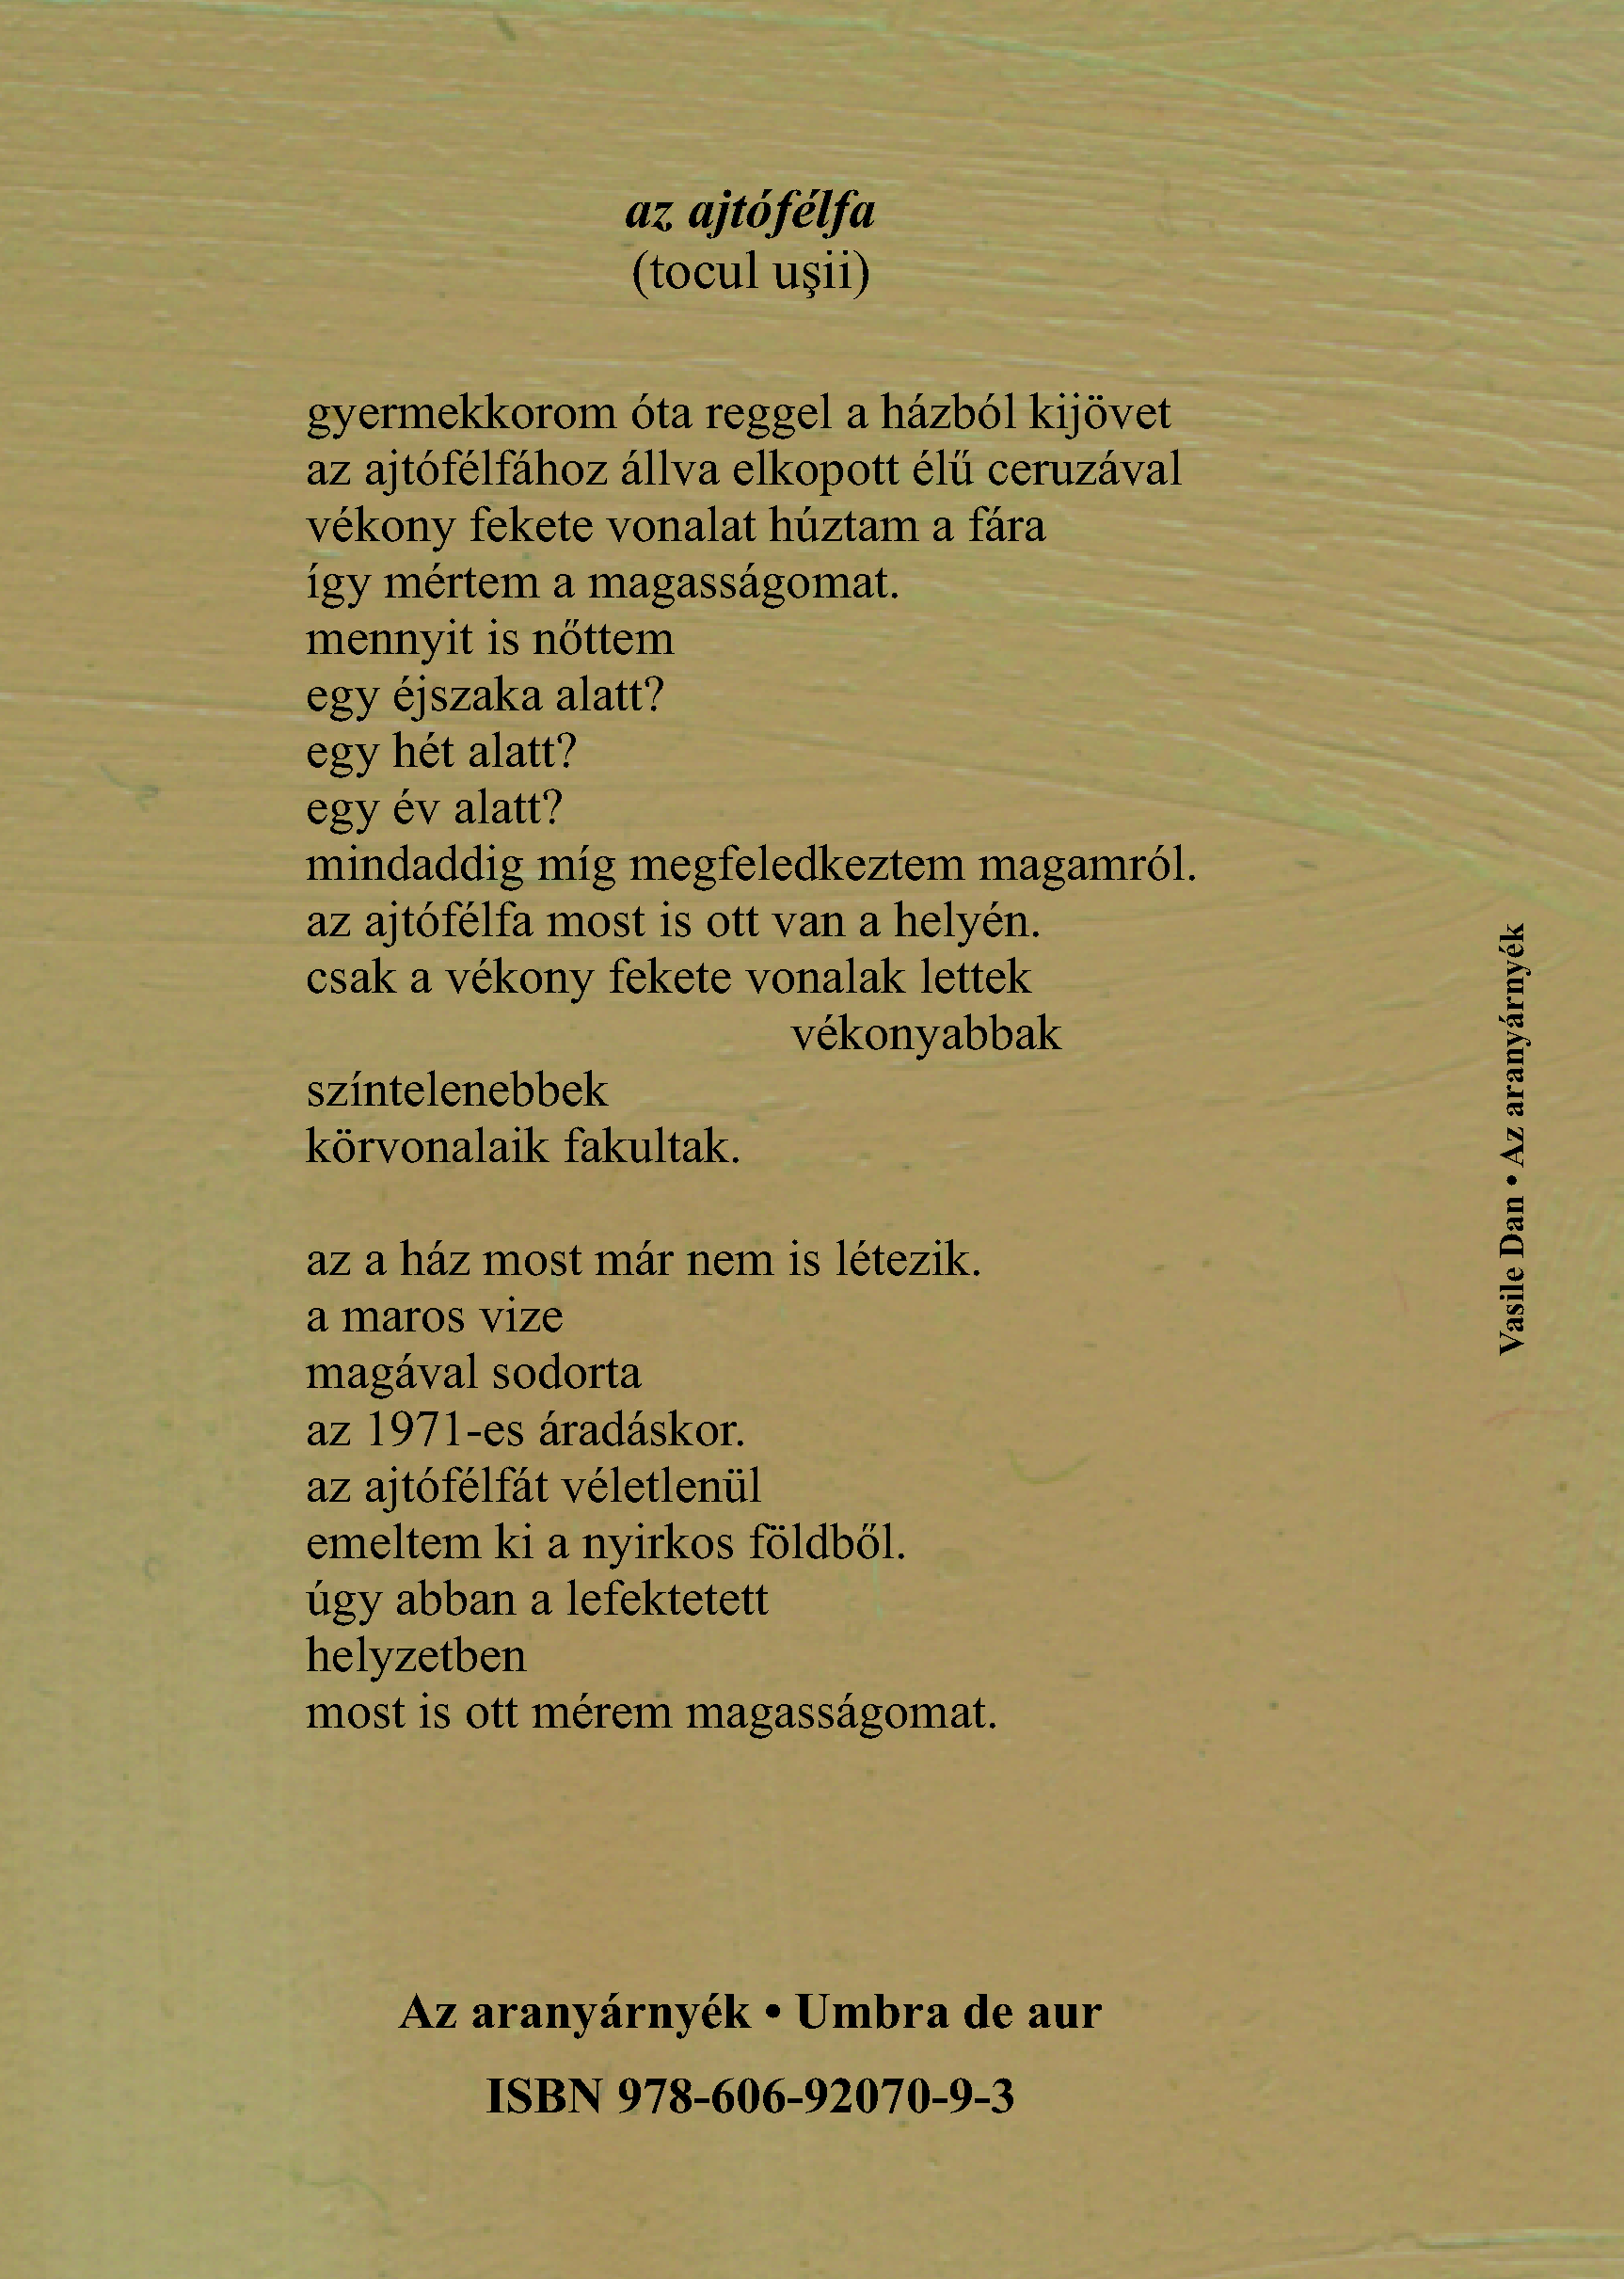 az ajtófélfa
(tocul uşii)
gyermekkorom óta reggel a házból kijövet
az ajtófélfához állva elkopott élű ceruzával
vékony fekete vonalat húztam a fára
így mértem a magasságomat.
mennyit is nőttem
egy éjszaka alatt?
egy hét alatt?
egy év alatt?
mindaddig míg megfeledkeztem magamról.
az ajtófélfa most is ott van a helyén.
csak a vékony fekete vonalak lettek
vékonyabbak
színtelenebbek
körvonalaik fakultak.
az a ház most már nem is létezik.
a maros vize
magával sodorta
az 1971-es áradáskor.
az ajtófélfát véletlenül
emeltem ki a nyirkos földből.
úgy abban a lefektetett
helyzetben
most is ott mérem magasságomat.
Az aranyárnyék • Umbra de aur
ISBN 978-606-92070-9-3
Vasile Dan • Az aranyárnyék